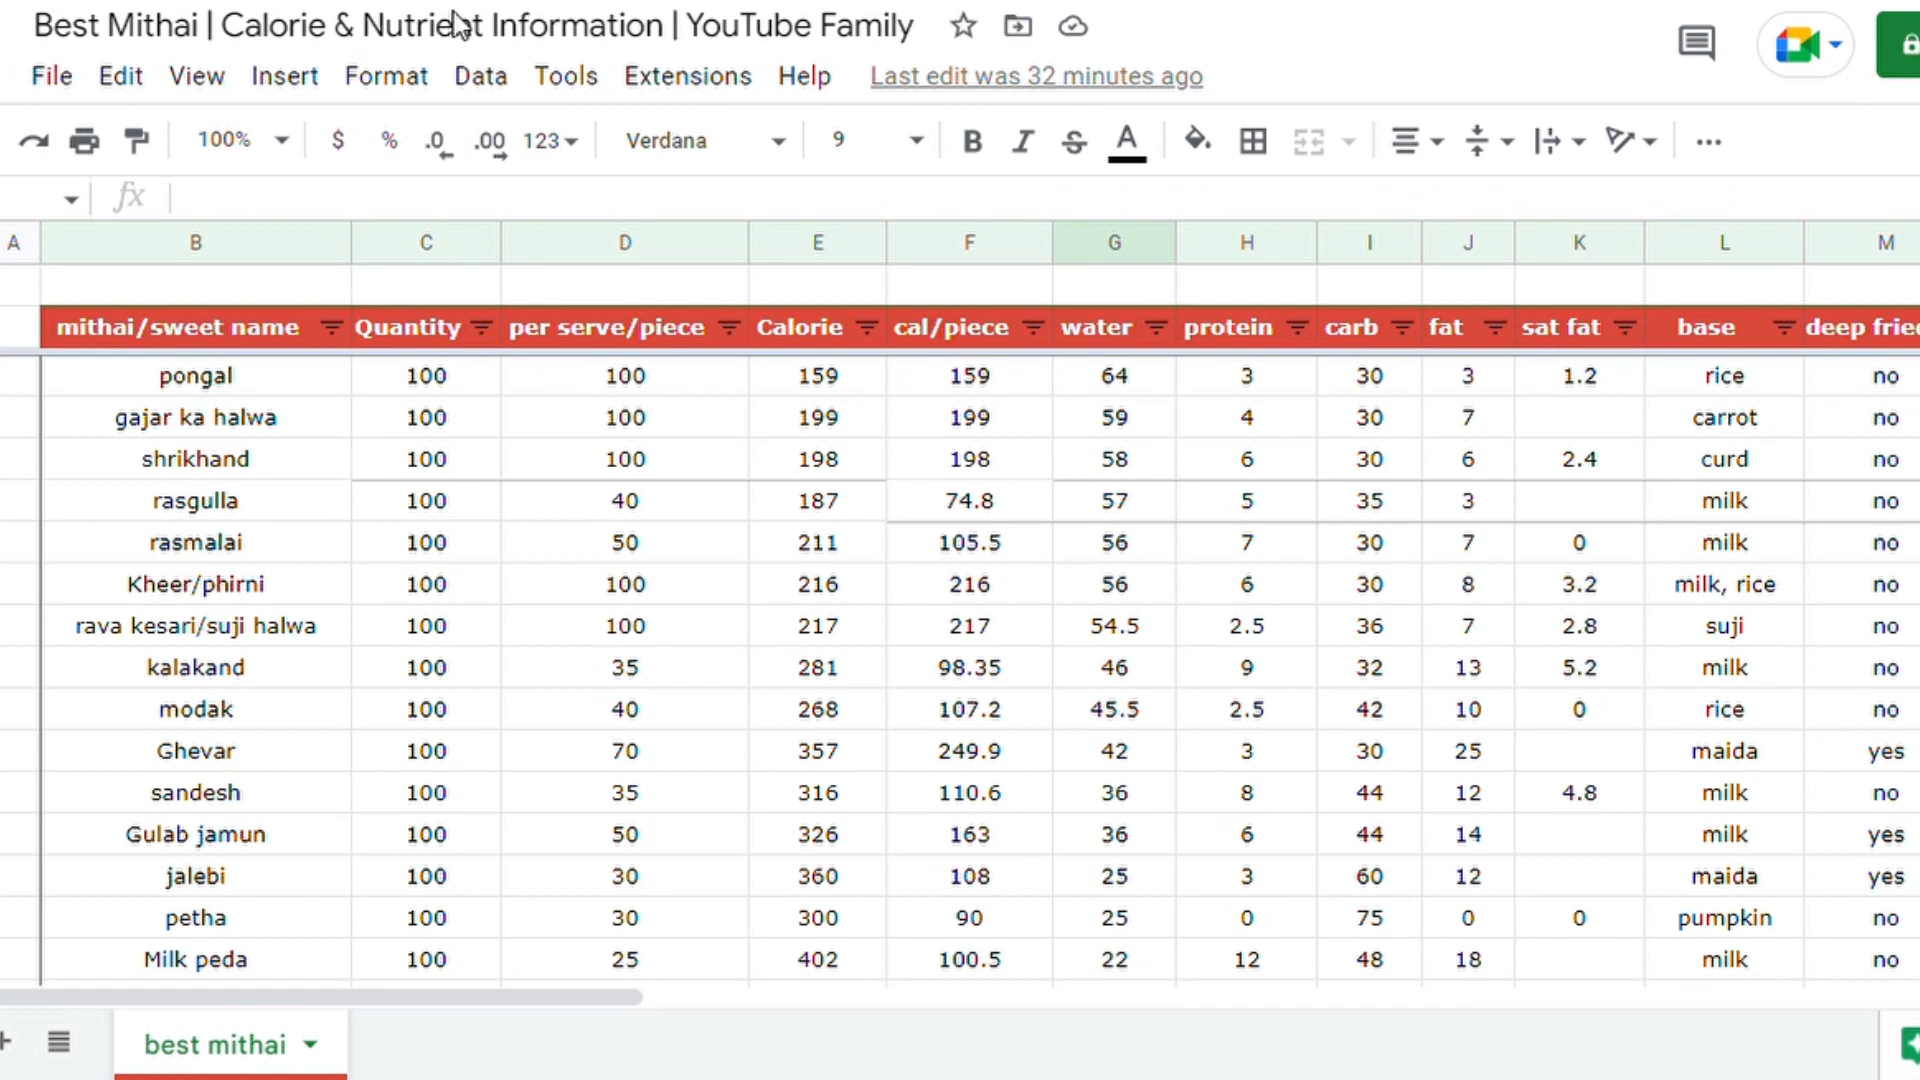 Best Mithai | Calorie & Nutrient Information | YouTube Family
File Edit View Insert Format Data Tools Extensions Help Last edit was 32 minutes ago
100% $ % .0 .00 123 Verdana 9 B I S A
fx
A B C D E F G H I J K L M
mithai/sweet name Quantity per serve/piece Calorie cal/piece water protein carb fat sat fat base deep fried
pongal 100 100 159 159 64 3 30 3 1.2 rice no
gajar ka halwa 100 100 199 199 59 4 30 7 carrot no
shrikhand 100 100 198 198 58 6 30 6 2.4 curd no
rasgulla 100 40 187 74.8 57 5 35 3 milk no
rasmalai 100 50 211 105.5 56 7 30 7 0 milk no
Kheer/phirni 100 100 216 216 56 6 30 8 3.2 milk, rice no
rava kesari/suji halwa 100 100 217 217 54.5 2.5 36 7 2.8 suji no
kalakand 100 35 281 98.35 46 9 32 13 5.2 milk no
modak 100 40 268 107.2 45.5 2.5 42 10 0 rice no
Ghevar 100 70 357 249.9 42 3 30 25 maida yes
sandesh 100 35 316 110.6 36 8 44 12 4.8 milk no
Gulab jamun 100 50 326 163 36 6 44 14 milk yes
jalebi 100 30 360 108 25 3 60 12 maida yes
petha 100 30 300 90 25 0 75 0 0 pumpkin no
Milk peda 100 25 402 100.5 22 12 48 18 milk no
best mithai